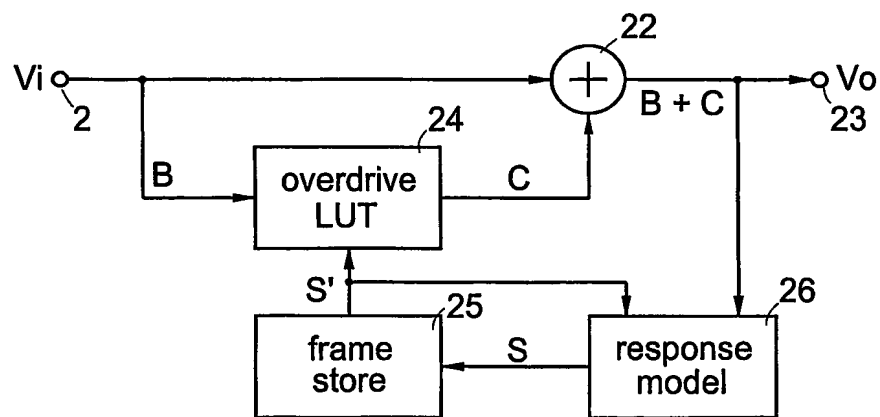 22
Vi
2
+
B + C
Vo
23
24
B
overdrive
LUT
C
S'
25
frame
store
S
26
response
model